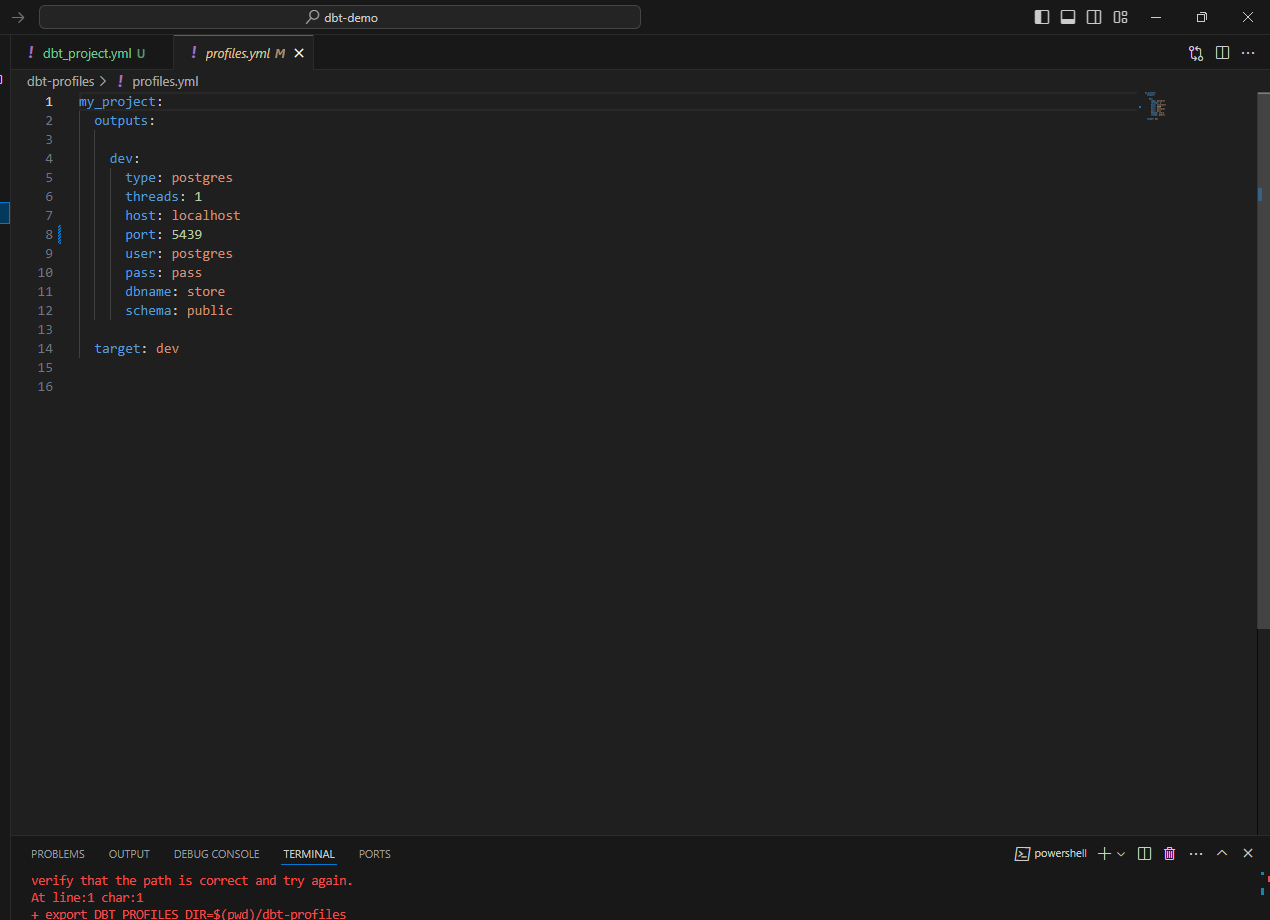 dbt-demo
! dbt_project.yml U
! profiles.yml M
dbt-profiles > ! profiles.yml
1 my_project:
2 outputs:
3
4 dev:
5 type: postgres
6 threads: 1
7 host: localhost
8 port: 5439
9 user: postgres
10 pass: pass
11 dbname: store
12 schema: public
13
14 target: dev
15
16
PROBLEMS OUTPUT DEBUG CONSOLE TERMINAL PORTS powershell
verify that the path is correct and try again.
At line:1 char:1
+ export DBT_PROFILES_DIR=$(pwd)/dbt-profiles